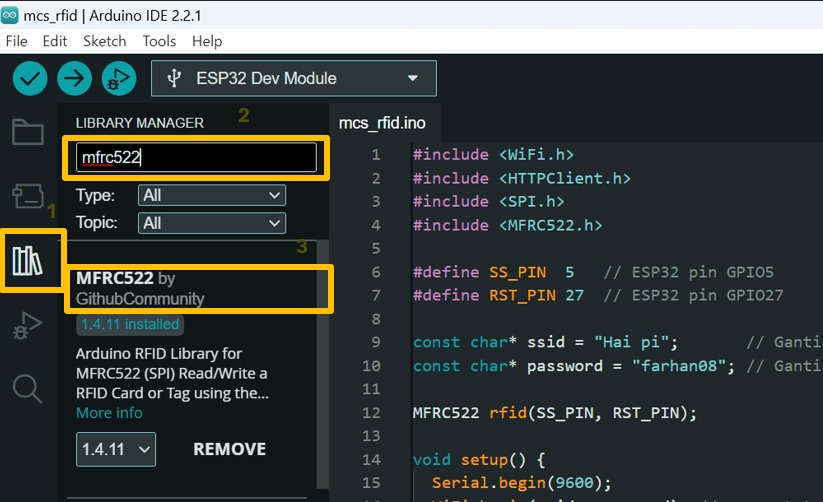 mcs_rfid | Arduino IDE 2.2.1
File Edit Sketch Tools Help
ESP32 Dev Module
LIBRARY MANAGER
2
mfrc522
Type: All
Topic: All
1
3
MFRC522 by
GithubCommunity
1.4.11 installed
Arduino RFID Library for
MFRC522 (SPI) Read/Write a
RFID Card or Tag using the...
More info
1.4.11
REMOVE
mcs_rfid.ino
1 #include <WiFi.h>
2 #include <HTTPClient.h>
3 #include <SPI.h>
4 #include <MFRC522.h>
5
6 #define SS_PIN 5 // ESP32 pin GPIO5
7 #define RST_PIN 27 // ESP32 pin GPIO27
8
9 const char* ssid = "Hai pi"; // Ganti
10 const char* password = "farhan08"; // Ganti
11
12 MFRC522 rfid(SS_PIN, RST_PIN);
13
14 void setup() {
15 Serial.begin(9600);